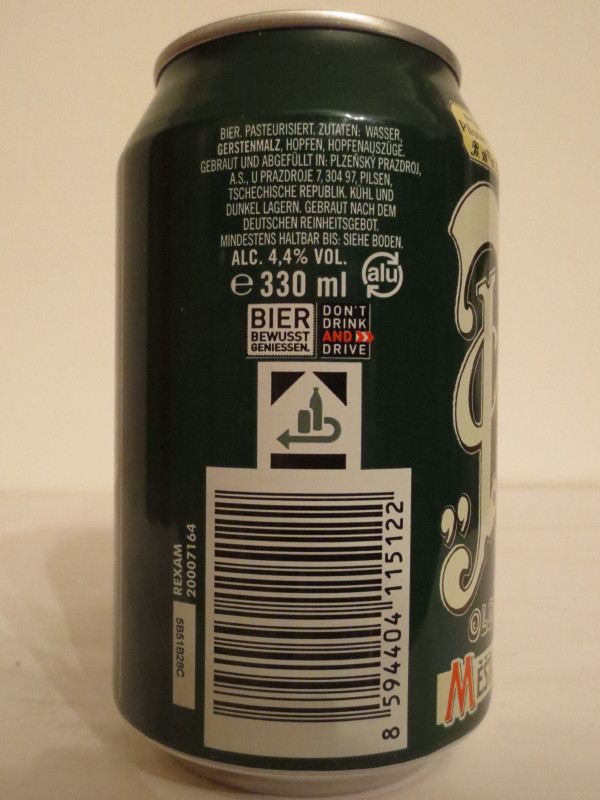 BIER. PASTEURISIERT. ZUTATEN: WASSER,
GERSTENMALZ, HOPFEN, HOPFENAUSZÜGE.
GEBRAUT UND ABGEFÜLLT IN: PLZEŇSKÝ PRAZDROJ,
A.S., U PRAZDROJE 7, 304 97, PILSEN,
TSCHECHISCHE REPUBLIK. KÜHL UND
DUNKEL LAGERN. GEBRAUT NACH DEM
DEUTSCHEN REINHEITSGEBOT.
MINDESTENS HALTBAR BIS: SIEHE BODEN.
ALC. 4,4% VOL.
℮ 330 ml
alu
BIER
BEWUSST
GENIESSEN.
DON'T
DRINK
AND
DRIVE
REXAM
20007164
5B51B28C
8 594404 115122